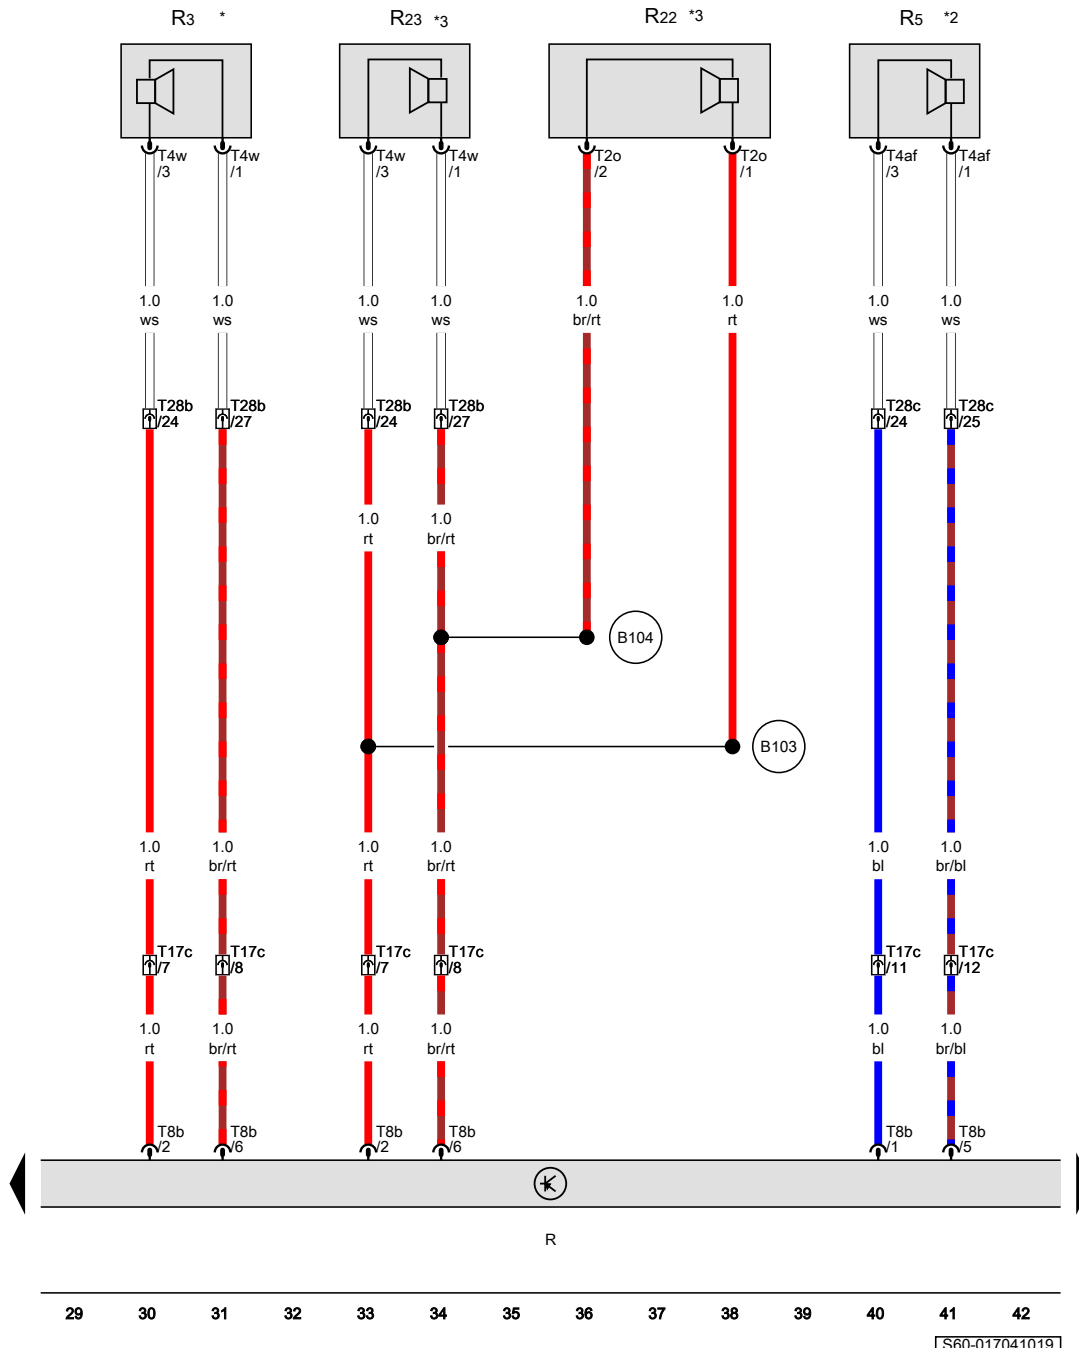 R3 * R23 *3 R22 *3 R5 *2
T4w T4w T4w T4w T2o T2o T4af T4af
/3 /1 /3 /1 /2 /1 /3 /1
1.0 1.0 1.0 1.0 1.0 1.0 1.0 1.0
ws ws ws ws br/rt rt ws ws
T28b T28b T28b T28b T28c T28c
/24 /27 /24 /27 /24 /25
1.0 1.0
rt br/rt
B104
B103
1.0 1.0 1.0 1.0 1.0 1.0
rt br/rt rt br/rt bl br/bl
T17c T17c T17c T17c T17c T17c
/7 /8 /7 /8 /11 /12
1.0 1.0 1.0 1.0 1.0 1.0
rt br/rt rt br/rt bl br/bl
T8b T8b T8b T8b T8b T8b
/2 /6 /2 /6 /1 /5
R
29 30 31 32 33 34 35 36 37 38 39 40 41 42
S60-017041019